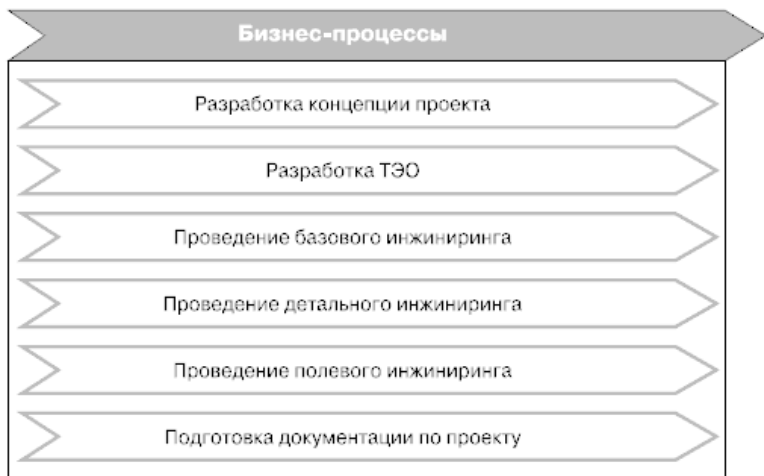 Бизнес-процессы
Разработка концепции проекта
Разработка ТЭО
Проведение базового инжиниринга
Проведение детального инжиниринга
Проведение полевого инжиниринга
Подготовка документации по проекту